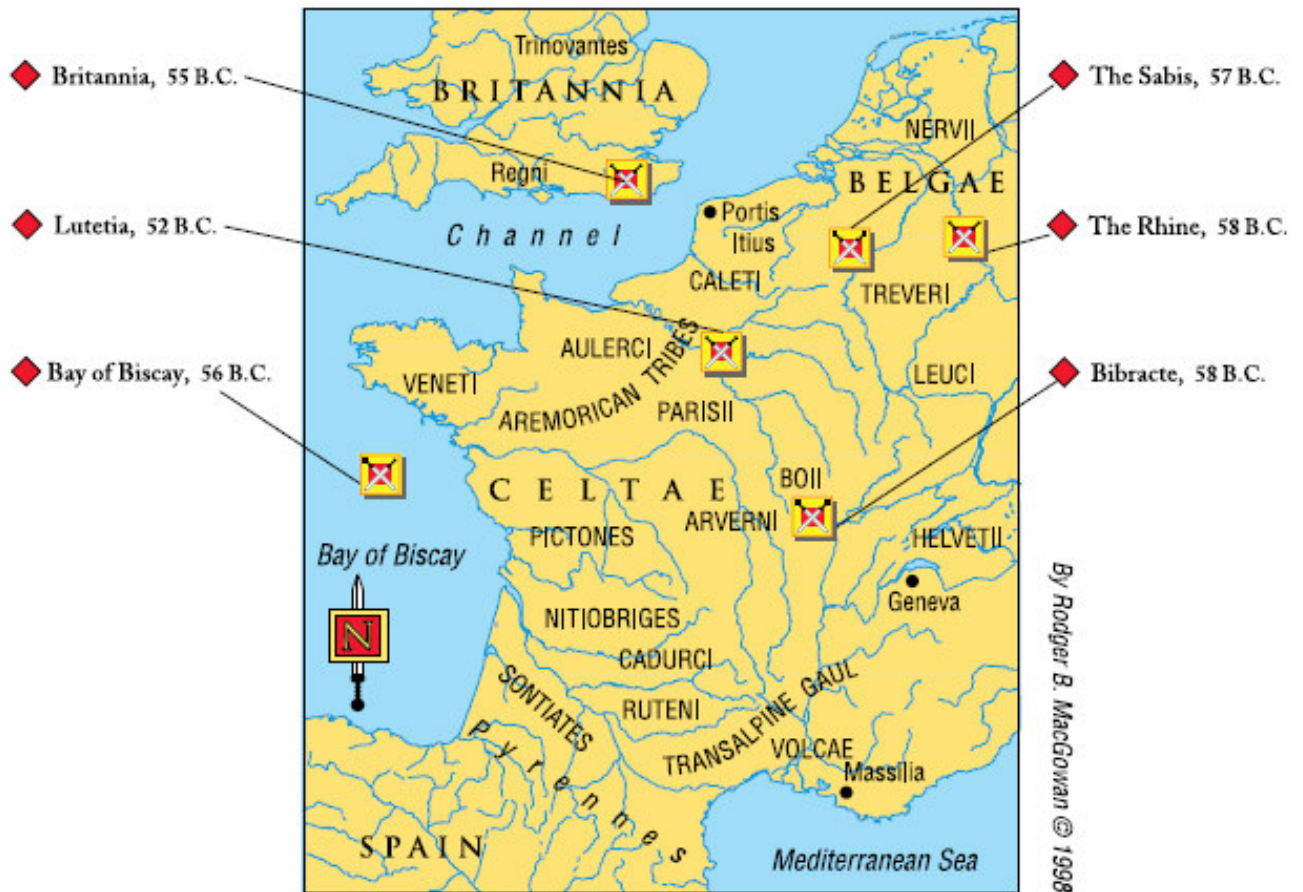 Britannia, 55 B.C.
Lutetia, 52 B.C.
Bay of Biscay, 56 B.C.
Trinovantes
BRITANNIA
Regni
Channel
NERVII
BELGAE
Portis
Itius
CALETI
TREVERI
AULERCI
AREMORICAN TRIBES
VENETI
PARISII
LEUCI
BOII
CELTAE
ARVERNI
PICTONES
HELVETII
Bay of Biscay
Geneva
N
NITIOBRIGES
CADURCI
SONTIATES
RUTENI
TRANSALPINE GAUL
VOLCAE
Massilia
Pyrennes
SPAIN
Mediterranean Sea
The Sabis, 57 B.C.
The Rhine, 58 B.C.
Bibracte, 58 B.C.
By Rodger B. MacGowan © 1998